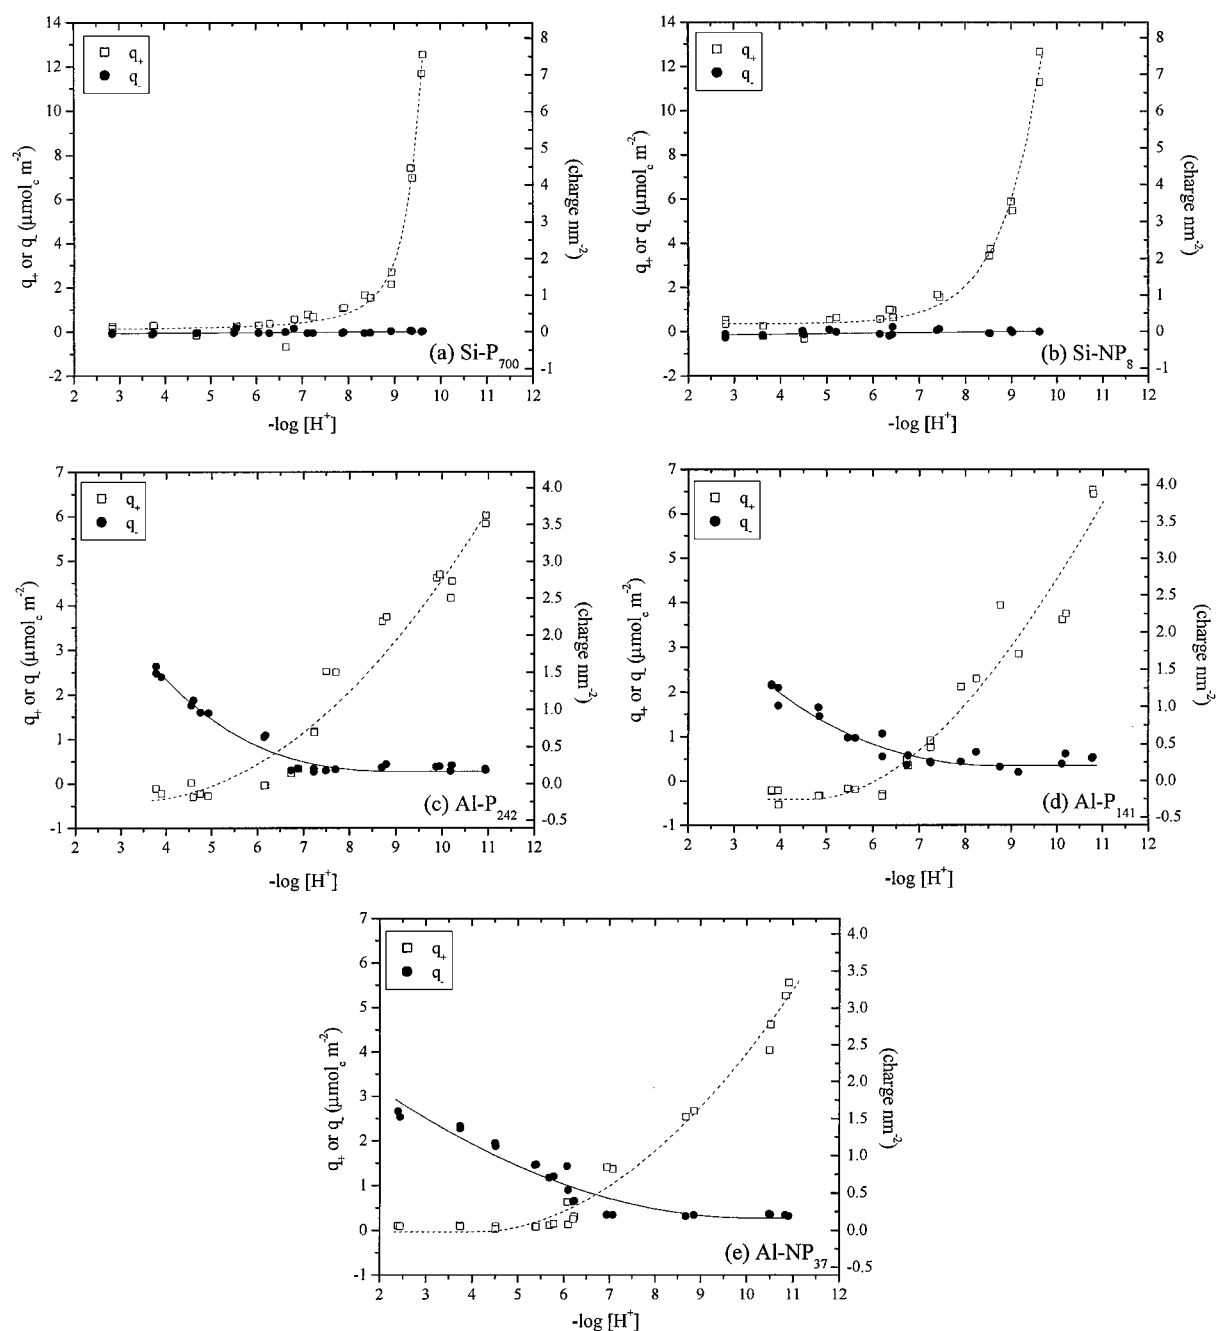 14
12
10
8
6
4
2
0
-2
q₊ or q₋ (μmol_c m⁻²)
q₊
q₋
(a) Si-P₇₀₀
8
7
6
5
4
3
2
1
0
-1
(charge nm⁻²)
2 3 4 5 6 7 8 9 10 11 12
-log [H⁺]
14
12
10
8
6
4
2
0
-2
q₊ or q₋ (μmol_c m⁻²)
q₊
q₋
(b) Si-NP₈
8
7
6
5
4
3
2
1
0
-1
(charge nm⁻²)
2 3 4 5 6 7 8 9 10 11 12
-log [H⁺]
7
6
5
4
3
2
1
0
-1
q₊ or q₋ (μmol_c m⁻²)
q₊
q₋
(c) Al-P₂₄₂
4.0
3.5
3.0
2.5
2.0
1.5
1.0
0.5
0.0
-0.5
(charge nm⁻²)
2 3 4 5 6 7 8 9 10 11 12
-log [H⁺]
7
6
5
4
3
2
1
0
-1
q₊ or q₋ (μmol_c m⁻²)
q₊
q₋
(d) Al-P₁₄₁
4.0
3.5
3.0
2.5
2.0
1.5
1.0
0.5
0.0
-0.5
(charge nm⁻²)
2 3 4 5 6 7 8 9 10 11 12
-log [H⁺]
7
6
5
4
3
2
1
0
-1
q₊ or q₋ (μmol_c m⁻²)
q₊
q₋
(e) Al-NP₃₇
4.0
3.5
3.0
2.5
2.0
1.5
1.0
0.5
0.0
-0.5
(charge nm⁻²)
2 3 4 5 6 7 8 9 10 11 12
-log [H⁺]